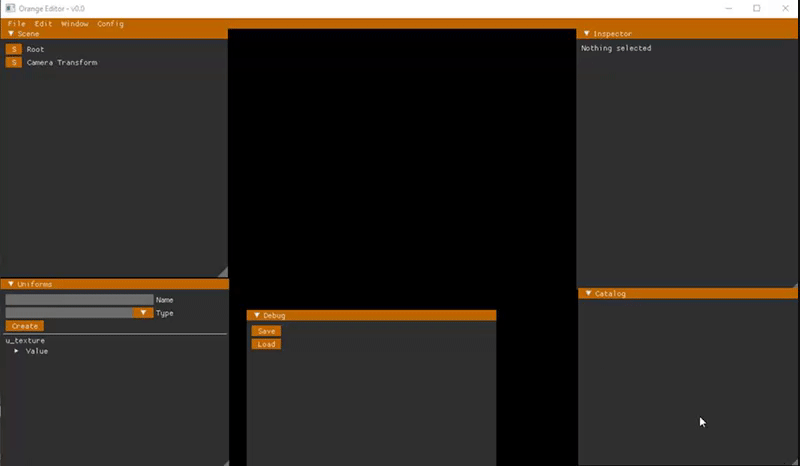 Orange Editor - v0.0
File Edit Window Config
Scene
S Root
S Camera Transform
Inspector
Nothing selected
Uniforms
Name
Type
Create
u_texture
Value
Debug
Save
Load
Catalog